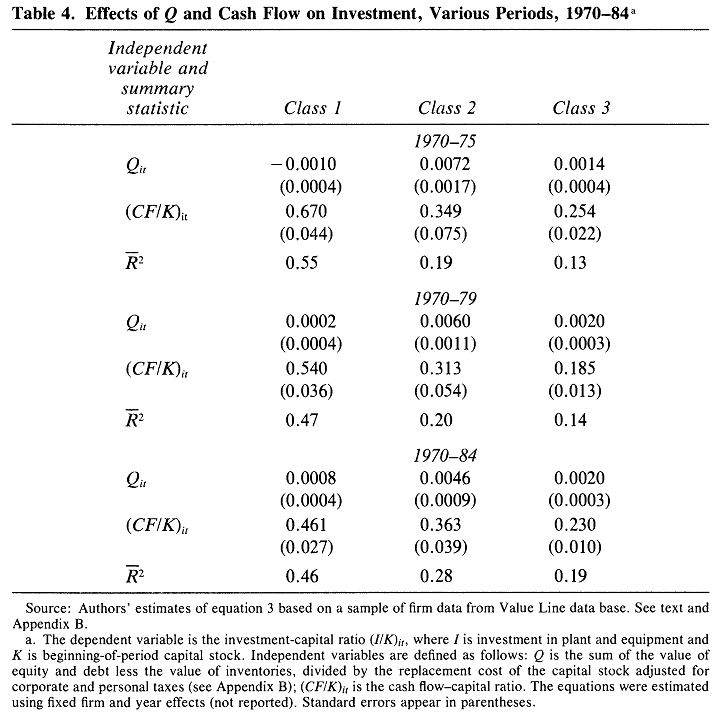 Table 4. Effects of Q and Cash Flow on Investment, Various Periods, 1970–84ᵃ
Independent
variable and
summary
statistic Class 1 Class 2 Class 3
1970–75
Qit −0.0010 0.0072 0.0014
(0.0004) (0.0017) (0.0004)
(CF/K)it 0.670 0.349 0.254
(0.044) (0.075) (0.022)
R̅² 0.55 0.19 0.13
1970–79
Qit 0.0002 0.0060 0.0020
(0.0004) (0.0011) (0.0003)
(CF/K)it 0.540 0.313 0.185
(0.036) (0.054) (0.013)
R̅² 0.47 0.20 0.14
1970–84
Qit 0.0008 0.0046 0.0020
(0.0004) (0.0009) (0.0003)
(CF/K)it 0.461 0.363 0.230
(0.027) (0.039) (0.010)
R̅² 0.46 0.28 0.19
Source: Authors' estimates of equation 3 based on a sample of firm data from Value Line data base. See text and
Appendix B.
a. The dependent variable is the investment-capital ratio (I/K)it, where I is investment in plant and equipment and
K is beginning-of-period capital stock. Independent variables are defined as follows: Q is the sum of the value of
equity and debt less the value of inventories, divided by the replacement cost of the capital stock adjusted for
corporate and personal taxes (see Appendix B); (CF/K)it is the cash flow–capital ratio. The equations were estimated
using fixed firm and year effects (not reported). Standard errors appear in parentheses.